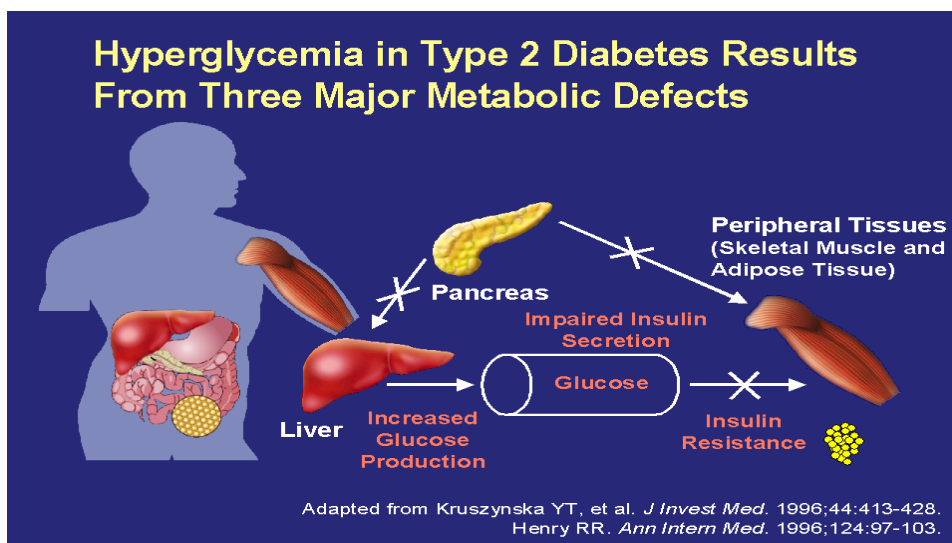 Hyperglycemia in Type 2 Diabetes Results
From Three Major Metabolic Defects
Peripheral Tissues
(Skeletal Muscle and
Adipose Tissue)
Pancreas
Impaired Insulin
Secretion
Glucose
Liver
Increased
Glucose
Production
Insulin
Resistance
Adapted from Kruszynska YT, et al. J Invest Med. 1996;44:413-428.
Henry RR. Ann Intern Med. 1996;124:97-103.